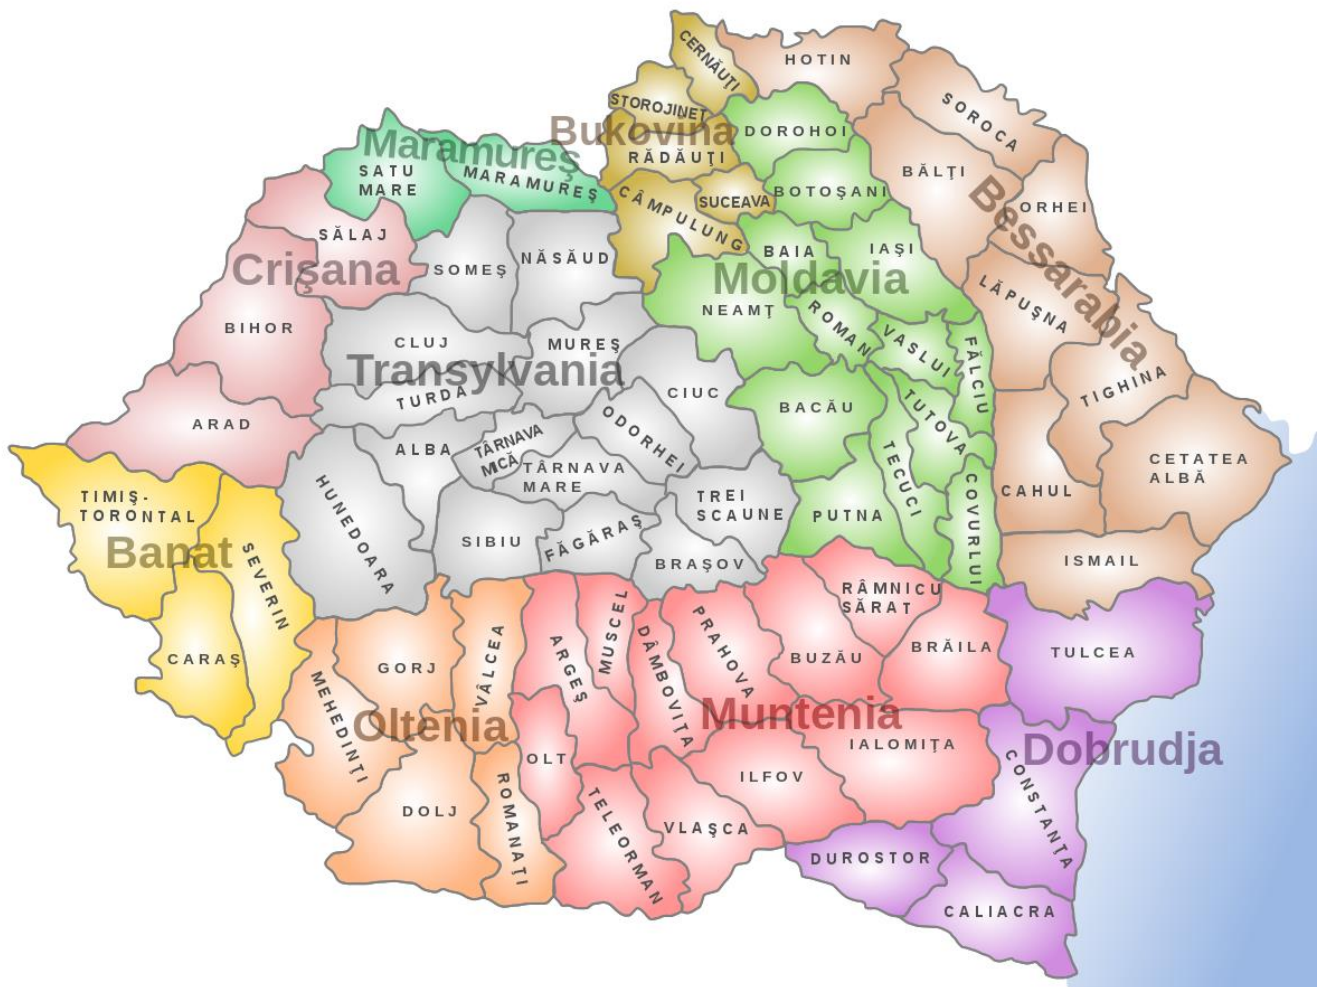 CERNĂUȚI
HOTIN
STOROJINEȚ
SOROCA
Bukovina
DOROHOI
Maramureș
RĂDĂUȚI
SATU
MARE
MARAMUREȘ
BĂLȚI
CÂMPULUNG
SUCEAVA
BOTOȘANI
Bessarabia
ORHEI
SĂLAJ
BAIA
IAȘI
Crișana
SOMEȘ
NĂSĂUD
Moldavia
BIHOR
NEAMȚ
ROMAN
LĂPUȘNA
CLUJ
MUREȘ
VASLUI
FĂLCIU
Transylvania
TURDA
CIUC
TIGHINA
ARAD
BACĂU
TUTOVA
ALBA
TÂRNAVA
MICĂ
ODORHEI
TÂRNAVA
MARE
CETATEA
ALBĂ
TIMIȘ-
TORONTAL
HUNEDOARA
TREI
SCAUNE
TECUCI
CAHUL
COVURLUI
PUTNA
Banat
SEVERIN
SIBIU
FĂGĂRAȘ
BRAȘOV
ISMAIL
RÂMNICU
SĂRAT
CARAȘ
GORJ
VÂLCEA
ARGEȘ
MUSCEL
DÂMBOVIȚA
PRAHOVA
BUZĂU
BRĂILA
TULCEA
MEHEDINȚI
Oltenia
Muntenia
Dobrudja
OLT
IALOMIȚA
ILFOV
CONSTANȚA
DOLJ
ROMANAȚI
TELEORMAN
VLAȘCA
DUROSTOR
CALIACRA